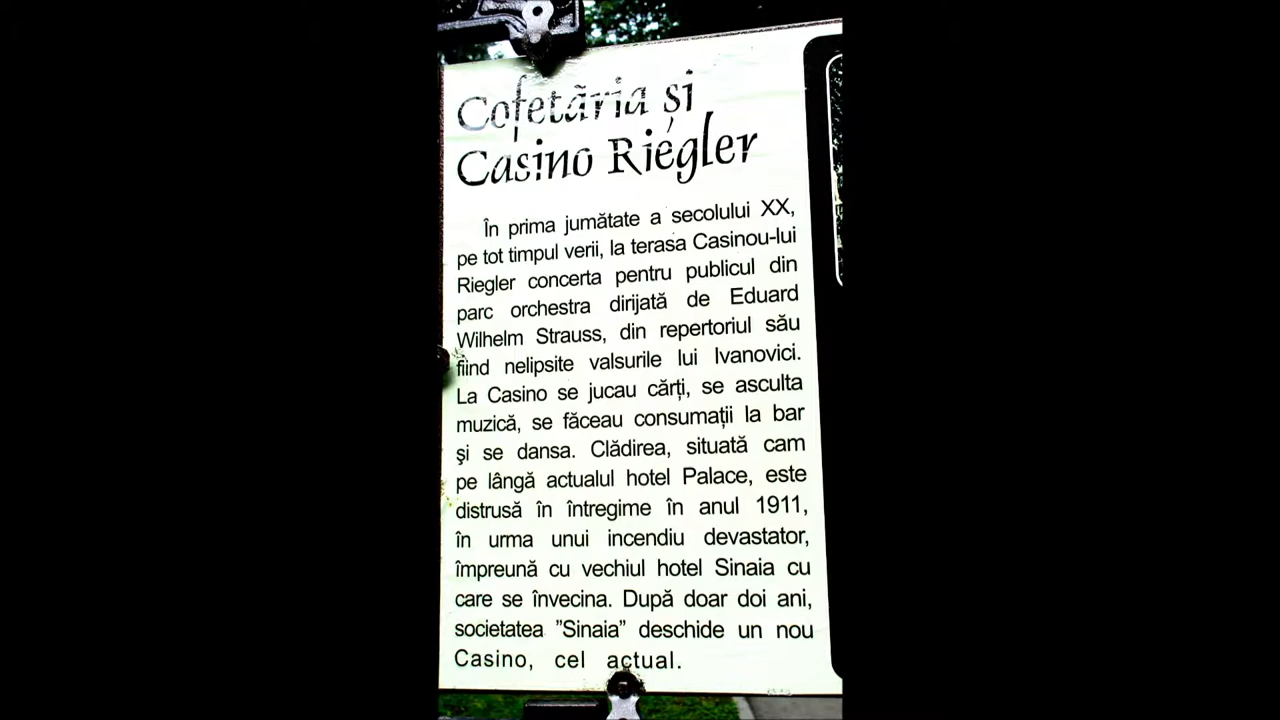 Cofetăria și
Casino Riegler
În prima jumătate a secolului XX,
pe tot timpul verii, la terasa Casinou-lui
Riegler concerta pentru publicul din
parc orchestra dirijată de Eduard
Wilhelm Strauss, din repertoriul său
fiind nelipsite valsurile lui Ivanovici.
La Casino se jucau cărți, se asculta
muzică, se făceau consumații la bar
și se dansa. Clădirea, situată cam
pe lângă actualul hotel Palace, este
distrusă în întregime în anul 1911,
în urma unui incendiu devastator,
împreună cu vechiul hotel Sinaia cu
care se învecina. După doar doi ani,
societatea ”Sinaia” deschide un nou
Casino, cel actual.